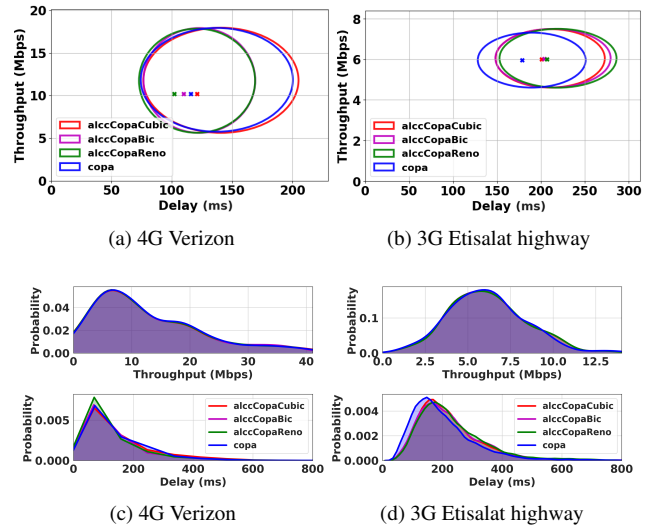 Throughput (Mbps)
20
15
10
5
0
0 50 100 150 200
Delay (ms)
alccCopaCubic
alccCopaBic
alccCopaReno
copa
(a) 4G Verizon
Throughput (Mbps)
8
6
4
2
0
0 50 100 150 200 250 300
Delay (ms)
alccCopaCubic
alccCopaBic
alccCopaReno
copa
(b) 3G Etisalat highway
Probability
0.04
0.02
0.00
0 10 20 30 40
Throughput (Mbps)
Probability
0.005
0.000
0 200 400 600 800
Delay (ms)
alccCopaCubic
alccCopaBic
alccCopaReno
copa
(c) 4G Verizon
Probability
0.1
0.0
0.0 2.5 5.0 7.5 10.0 12.5
Throughput (Mbps)
Probability
0.004
0.002
0.000
0 200 400 600 800
Delay (ms)
alccCopaCubic
alccCopaBic
alccCopaReno
copa
(d) 3G Etisalat highway